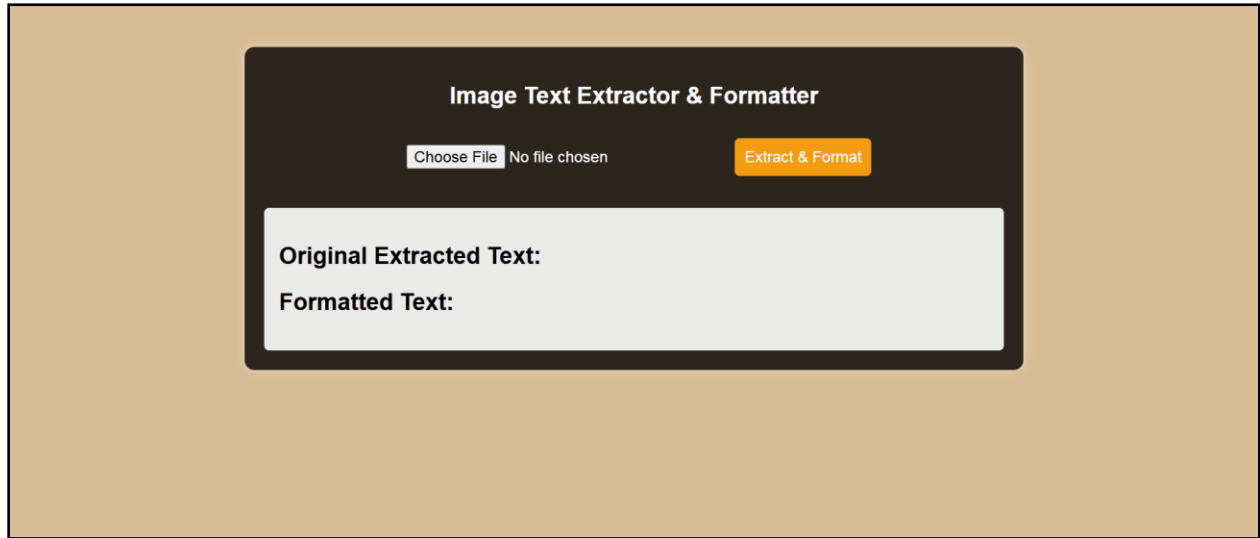 Image Text Extractor & Formatter
Choose File No file chosen Extract & Format
Original Extracted Text:
Formatted Text: